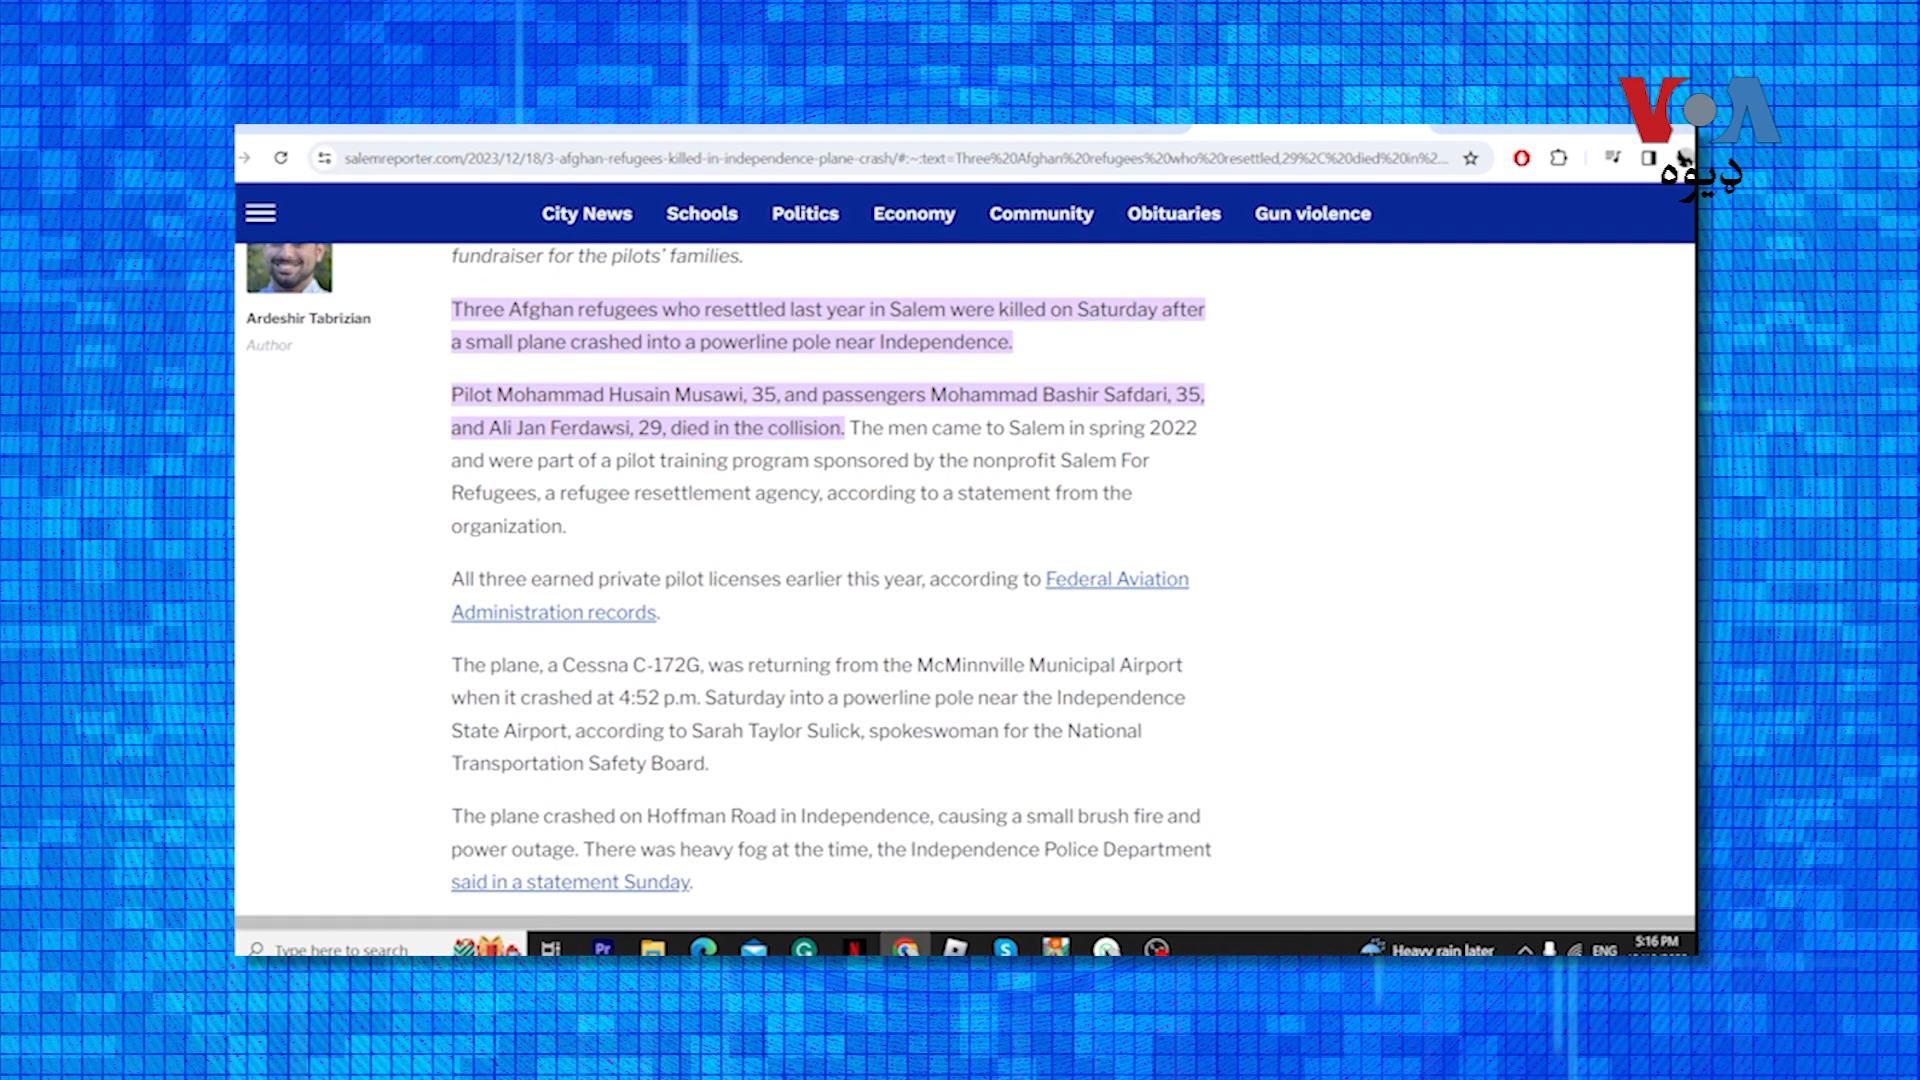 VOA
ډیوه
salemreporter.com/2023/12/18/3-afghan-refugees-killed-in-independence-plane-crash/#:~:text=Three%20Afghan%20refugees%20who%20resettled,29%2C%20died%20in%2...
City News Schools Politics Economy Community Obituaries Gun violence
fundraiser for the pilots' families.
Ardeshir Tabrizian
Author
Three Afghan refugees who resettled last year in Salem were killed on Saturday after
a small plane crashed into a powerline pole near Independence.
Pilot Mohammad Husain Musawi, 35, and passengers Mohammad Bashir Safdari, 35,
and Ali Jan Ferdawsi, 29, died in the collision. The men came to Salem in spring 2022
and were part of a pilot training program sponsored by the nonprofit Salem For
Refugees, a refugee resettlement agency, according to a statement from the
organization.
All three earned private pilot licenses earlier this year, according to Federal Aviation
Administration records.
The plane, a Cessna C-172G, was returning from the McMinnville Municipal Airport
when it crashed at 4:52 p.m. Saturday into a powerline pole near the Independence
State Airport, according to Sarah Taylor Sulick, spokeswoman for the National
Transportation Safety Board.
The plane crashed on Hoffman Road in Independence, causing a small brush fire and
power outage. There was heavy fog at the time, the Independence Police Department
said in a statement Sunday.
Type here to search Pr N S Heavy rain later ENG 5:16 PM